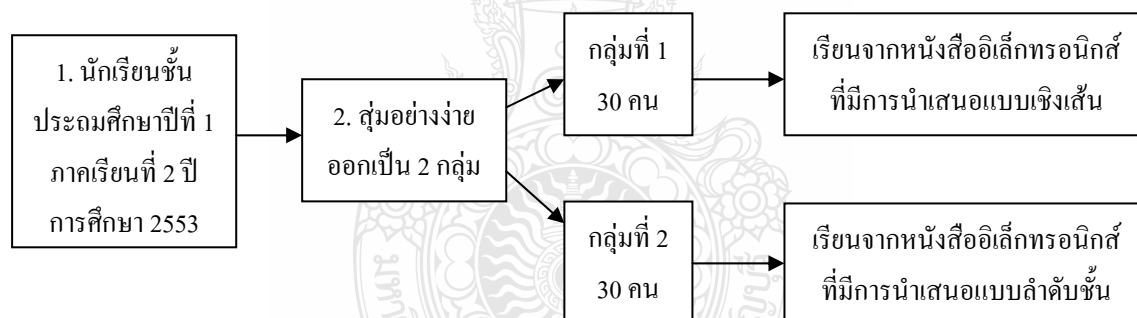 1. นักเรียนชั้น
ประถมศึกษาปีที่ 1
ภาคเรียนที่ 2 ปี
การศึกษา 2553
2. สุ่มอย่างง่าย
ออกเป็น 2 กลุ่ม
กลุ่มที่ 1
30 คน
เรียนจากหนังสืออิเล็กทรอนิกส์
ที่มีการนำเสนอแบบเชิงเส้น
กลุ่มที่ 2
30 คน
เรียนจากหนังสืออิเล็กทรอนิกส์
ที่มีการนำเสนอแบบลำดับชั้น